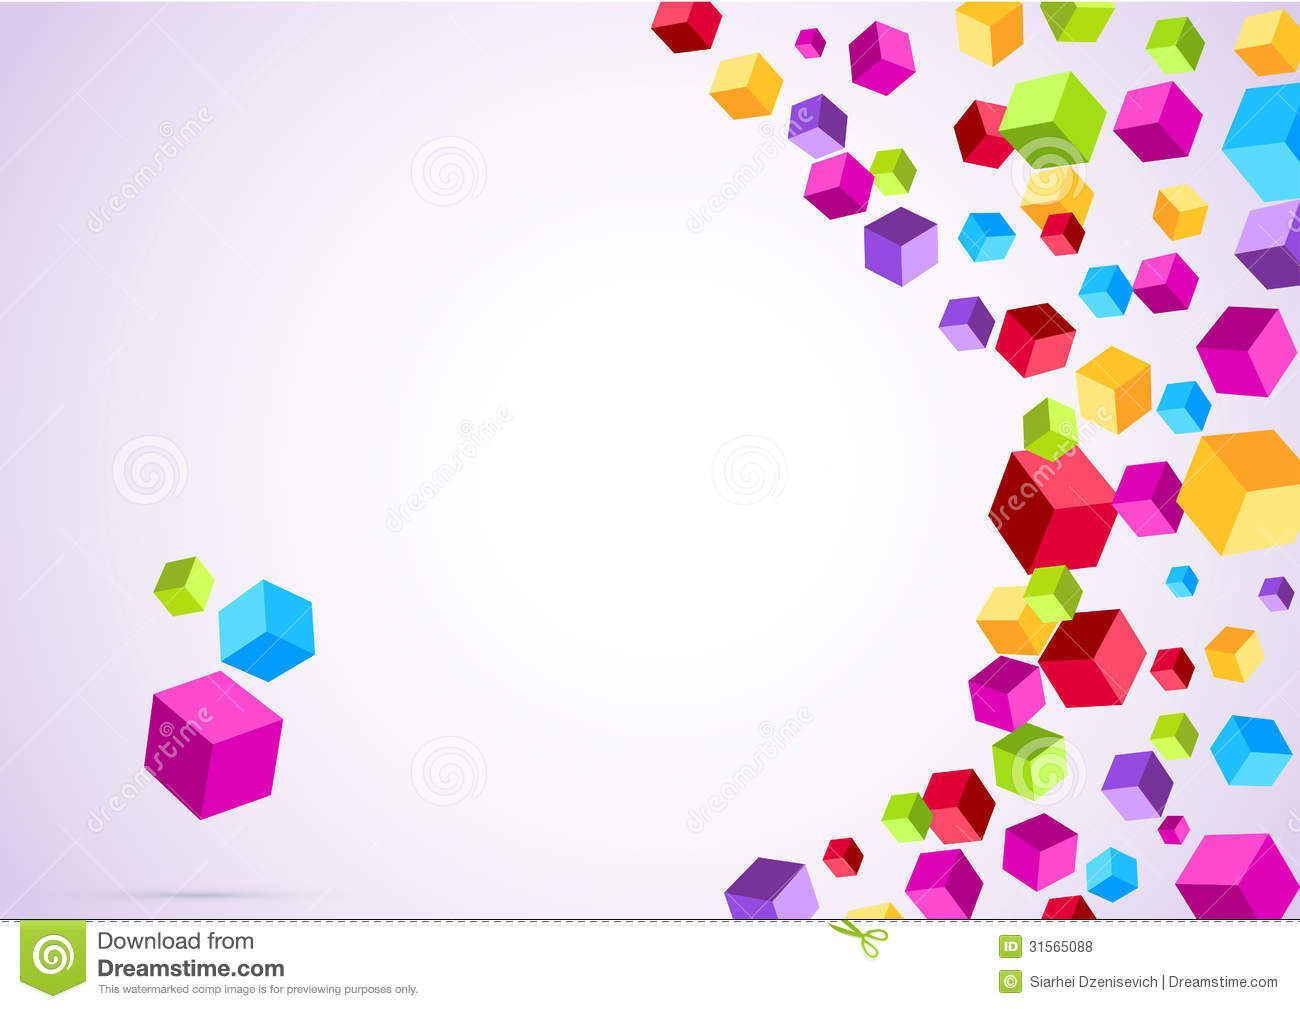 dreamstime
dreamstime
dreamstime
dreamstime
dreamstime
Download from
Dreamstime.com
This watermarked comp image is for previewing purposes only.
ID 31565088
© Siarhei Dzenisevich | Dreamstime.com